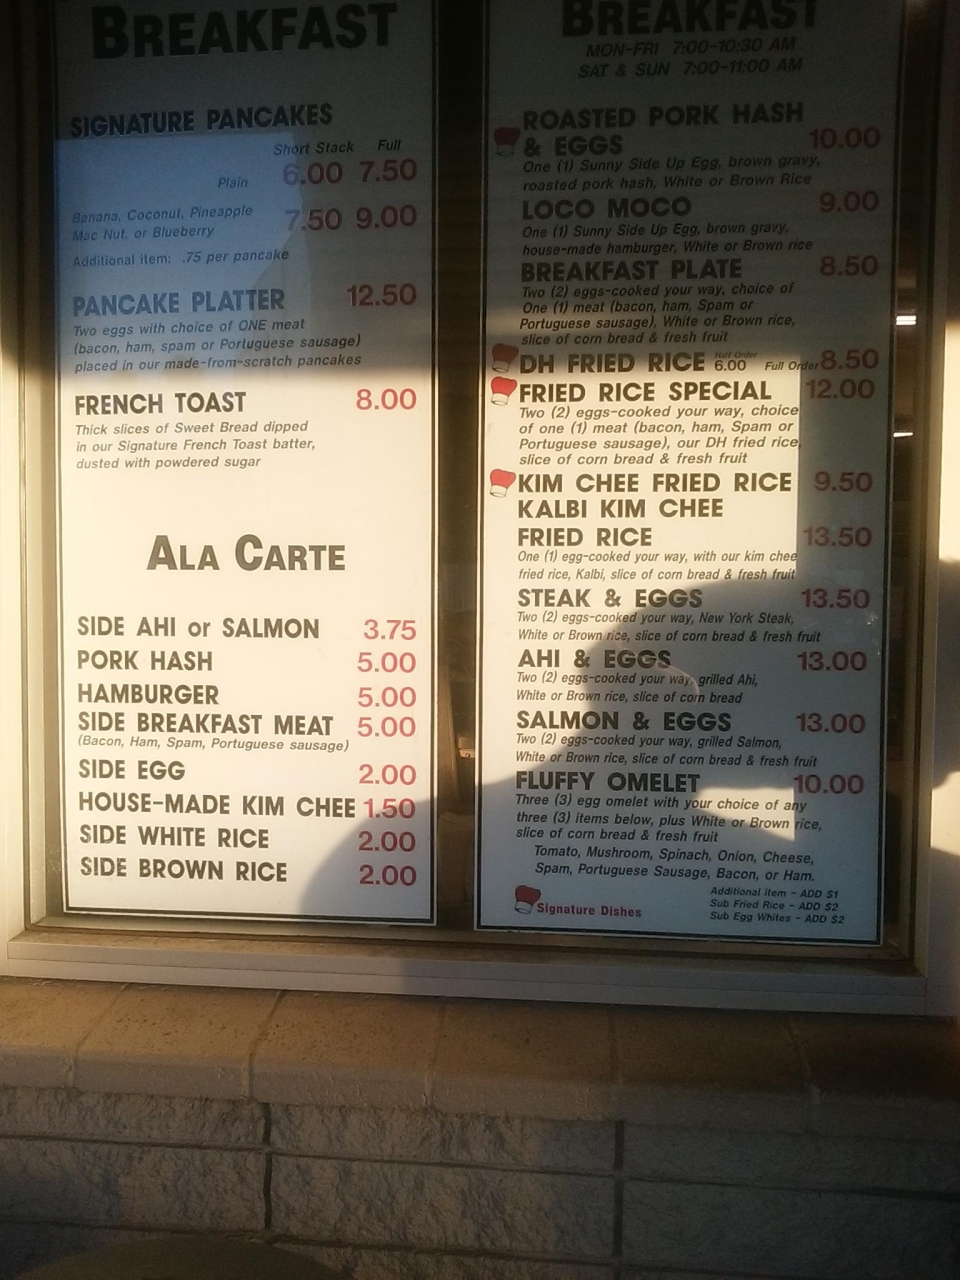 BREAKFAST
SIGNATURE PANCAKES
Short Stack Full
Plain 6.00 7.50
Banana, Coconut, Pineapple
Mac Nut, or Blueberry 7.50 9.00
Additional item: .75 per pancake
PANCAKE PLATTER 12.50
Two eggs with choice of ONE meat
(bacon, ham, spam or Portuguese sausage)
placed in our made-from-scratch pancakes
FRENCH TOAST 8.00
Thick slices of Sweet Bread dipped
in our Signature French Toast batter,
dusted with powdered sugar
ALA CARTE
SIDE AHI or SALMON 3.75
PORK HASH 5.00
HAMBURGER 5.00
SIDE BREAKFAST MEAT 5.00
(Bacon, Ham, Spam, Portuguese sausage)
SIDE EGG 2.00
HOUSE-MADE KIM CHEE 1.50
SIDE WHITE RICE 2.00
SIDE BROWN RICE 2.00
BREAKFAST
MON-FRI 7:00-10:30 AM
SAT & SUN 7:00-11:00 AM
ROASTED PORK HASH
& EGGS 10.00
One (1) Sunny Side Up Egg, brown gravy,
roasted pork hash, White or Brown Rice
LOCO MOCO 9.00
One (1) Sunny Side Up Egg, brown gravy,
house-made hamburger, White or Brown rice
BREAKFAST PLATE 8.50
Two (2) eggs-cooked your way, choice of
One (1) meat (bacon, ham, Spam or
Portuguese sausage), White or Brown rice,
slice of corn bread & fresh fruit
DH FRIED RICE Half Order 6.00 Full Order 8.50
FRIED RICE SPECIAL 12.00
Two (2) eggs-cooked your way, choice
of one (1) meat (bacon, ham, Spam or
Portuguese sausage), our DH fried rice,
slice of corn bread & fresh fruit
KIM CHEE FRIED RICE 9.50
KALBI KIM CHEE
FRIED RICE 13.50
One (1) egg-cooked your way, with our kim chee
fried rice, Kalbi, slice of corn bread & fresh fruit
STEAK & EGGS 13.50
Two (2) eggs-cooked your way, New York Steak,
White or Brown rice, slice of corn bread & fresh fruit
AHI & EGGS 13.00
Two (2) eggs-cooked your way, grilled Ahi,
White or Brown rice, slice of corn bread
SALMON & EGGS 13.00
Two (2) eggs-cooked your way, grilled Salmon,
White or Brown rice, slice of corn bread & fresh fruit
FLUFFY OMELET 10.00
Three (3) egg omelet with your choice of any
three (3) items below, plus White or Brown rice,
slice of corn bread & fresh fruit
Tomato, Mushroom, Spinach, Onion, Cheese,
Spam, Portuguese Sausage, Bacon, or Ham.
Signature Dishes
Additional item - ADD $1
Sub Fried Rice - ADD $2
Sub Egg Whites - ADD $2